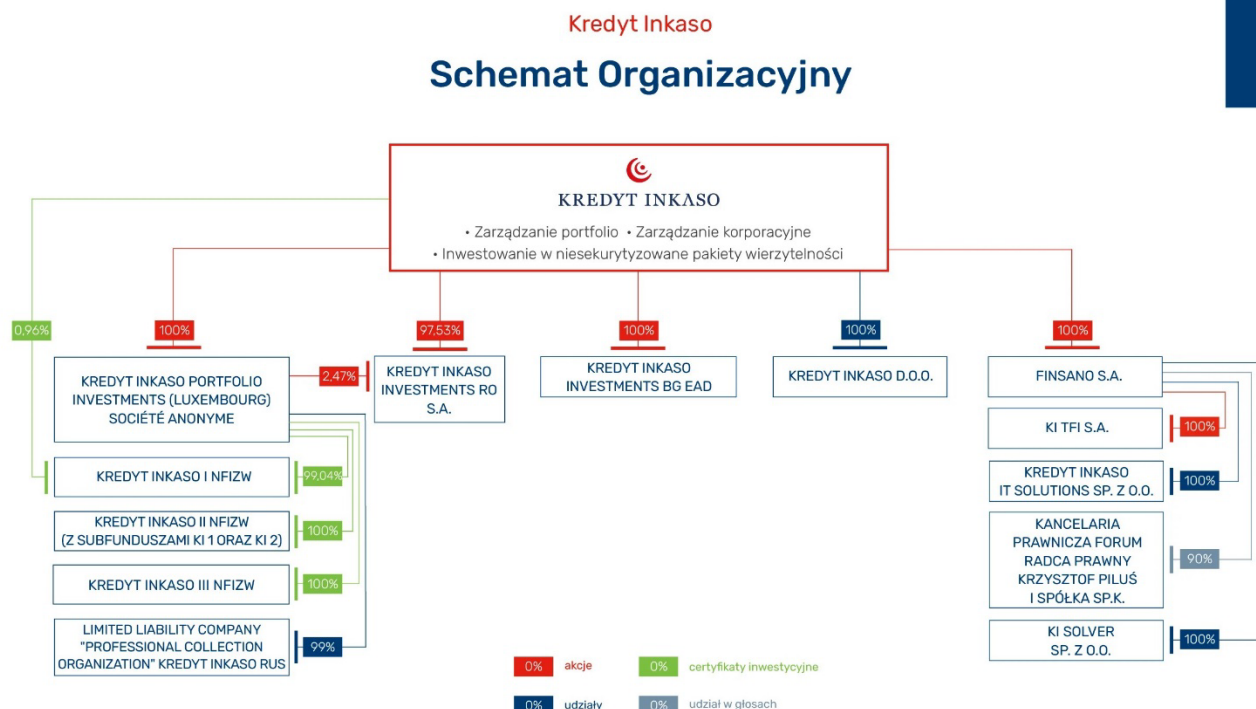 Kredyt Inkaso
Schemat Organizacyjny
KREDYT INKASO
• Zarządzanie portfolio • Zarządzanie korporacyjne
• Inwestowanie w niesekurytyzowane pakiety wierzytelności
0,96%
100%
97,53%
100%
100%
100%
KREDYT INKASO PORTFOLIO
INVESTMENTS (LUXEMBOURG)
SOCIÉTÉ ANONYME
2,47%
KREDYT INKASO
INVESTMENTS RO
S.A.
KREDYT INKASO
INVESTMENTS BG EAD
KREDYT INKASO D.O.O.
FINSANO S.A.
KI TFI S.A.
100%
KREDYT INKASO I NFIZW
99,04%
KREDYT INKASO
IT SOLUTIONS SP. Z O.O.
100%
KREDYT INKASO II NFIZW
(Z SUBFUNDUSZAMI KI 1 ORAZ KI 2)
100%
KANCELARIA
PRAWNICZA FORUM
RADCA PRAWNY
KRZYSZTOF PILUŚ
I SPÓŁKA SP.K.
90%
KREDYT INKASO III NFIZW
100%
LIMITED LIABILITY COMPANY
"PROFESSIONAL COLLECTION
ORGANIZATION" KREDYT INKASO RUS
99%
KI SOLVER
SP. Z O.O.
100%
0% akcje
0% certyfikaty inwestycyjne
0% udziały
0% udział w głosach